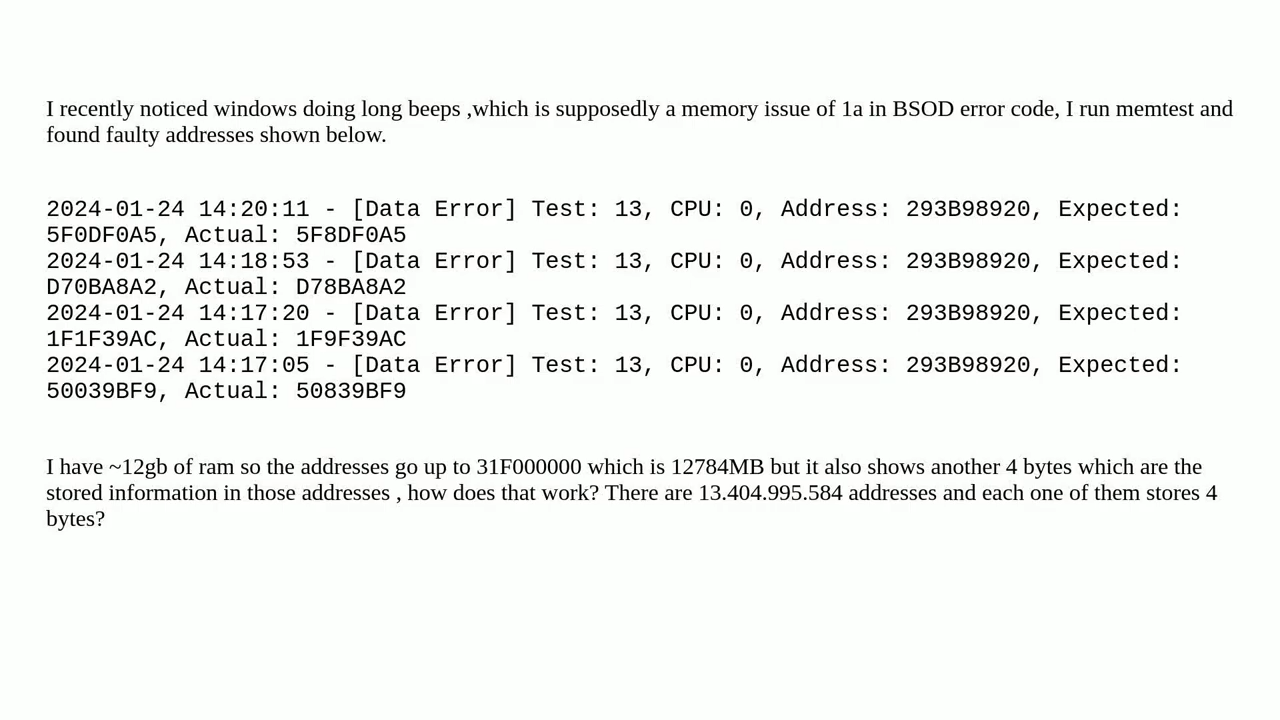 I recently noticed windows doing long beeps ,which is supposedly a memory issue of 1a in BSOD error code, I run memtest and
found faulty addresses shown below.
2024-01-24 14:20:11 - [Data Error] Test: 13, CPU: 0, Address: 293B98920, Expected:
5F0DF0A5, Actual: 5F8DF0A5
2024-01-24 14:18:53 - [Data Error] Test: 13, CPU: 0, Address: 293B98920, Expected:
D70BA8A2, Actual: D78BA8A2
2024-01-24 14:17:20 - [Data Error] Test: 13, CPU: 0, Address: 293B98920, Expected:
1F1F39AC, Actual: 1F9F39AC
2024-01-24 14:17:05 - [Data Error] Test: 13, CPU: 0, Address: 293B98920, Expected:
50039BF9, Actual: 50839BF9
I have ~12gb of ram so the addresses go up to 31F000000 which is 12784MB but it also shows another 4 bytes which are the
stored information in those addresses , how does that work? There are 13.404.995.584 addresses and each one of them stores 4
bytes?